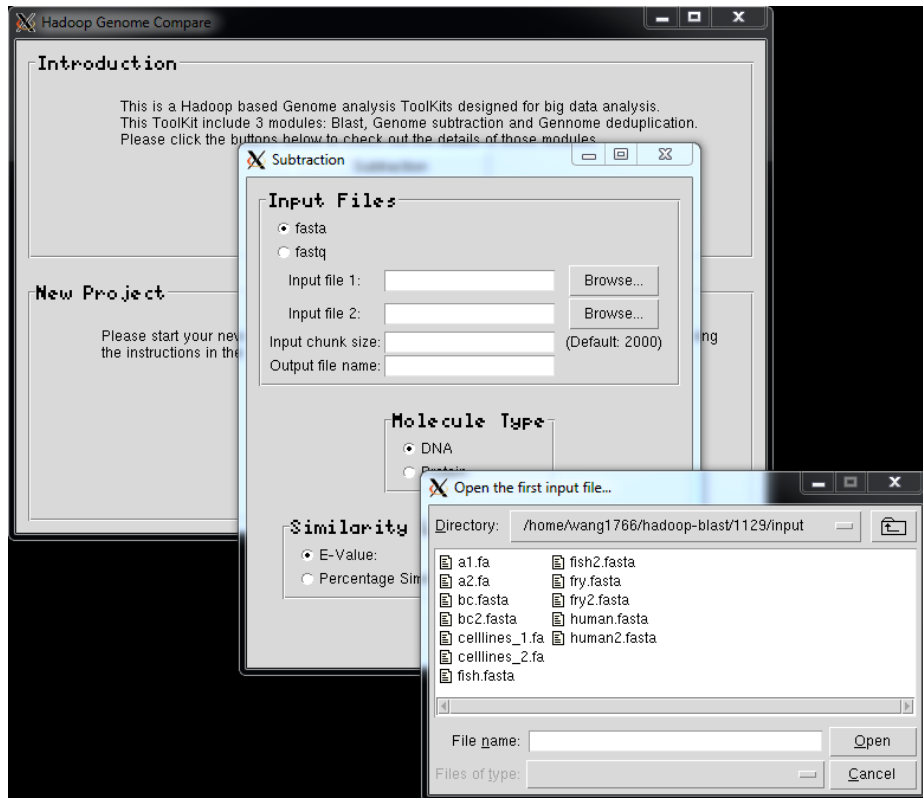 Hadoop Genome Compare
Introduction
This is a Hadoop based Genome analysis ToolKits designed for big data analysis.
This ToolKit include 3 modules: Blast, Genome subtraction and Gennome deduplication.
Please click the buttons below to check out the details of those modules
Subtraction
Subtraction
Input Files
fasta
fastq
Input file 1: Browse...
Input file 2: Browse...
Input chunk size: (Default: 2000)
Output file name:
New Project
Please start your new
the instructions in the
Molecule Type
DNA
Protein
Similarity
E-Value:
Percentage Sim
Open the first input file...
Directory: /home/wang1766/hadoop-blast/1129/input
a1.fa fish2.fasta
a2.fa fry.fasta
bc.fasta fry2.fasta
bc2.fasta human.fasta
celllines_1.fa human2.fasta
celllines_2.fa
fish.fasta
File name: Open
Files of type: Cancel